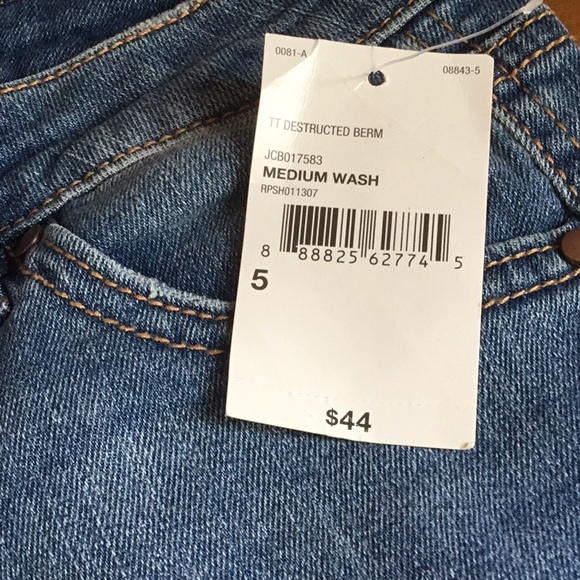 0081-A 08843-5
TT DESTRUCTED BERM
JCB017583
MEDIUM WASH
RPSH011307
8 88825 62774 5
5
$44